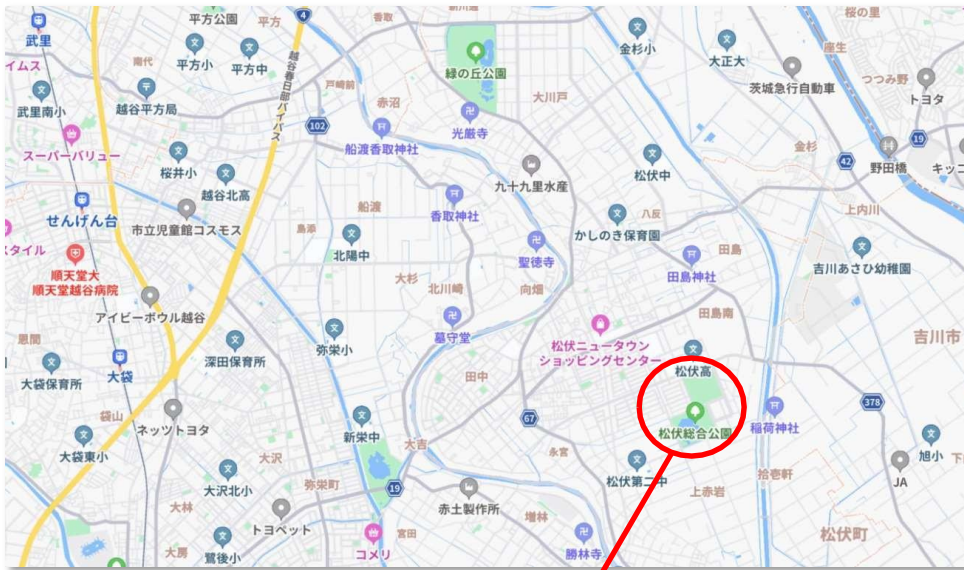 平方公園
平方
4
新川通
香取
金杉小
桜の里
武里
平方小
平方中
南代
戸崎前
緑の丘公園
大正大
座生
つつみ野
イムス
武里南小
越谷平方局
越谷春日部バイパス
赤沼
大川戸
茨城急行自動車
トヨタ
102
光厳寺
19
スーパーバリュー
桜井小
船渡香取神社
金杉
42
野田橋
キッコ
九十九里水産
松伏中
越谷北高
せんげん台
市立児童館コスモス
船渡
島添
香取神社
八反
かしのき保育園
上内川
スタイル
北陽中
聖徳寺
田島
吉川あさひ幼稚園
順天堂大
順天堂越谷病院
大杉
北川崎
向畑
田島神社
アイビーボウル越谷
墓守堂
田島南
恩間
深田保育所
弥栄小
松伏ニュータウン
ショッピングセンター
吉川市
大袋保育所
大袋
田中
松伏高
袋山
ネッツトヨタ
新栄中
大吉
67
松伏総合公園
稲荷神社
378
大袋東小
大沢
永宮
旭小
大沢北小
弥栄町
19
松伏第二中
拾壱軒
JA
下
大林
トヨペット
赤土製作所
増林
上赤岩
大房
鷺後小
コメリ
宮田
勝林寺
松伏町